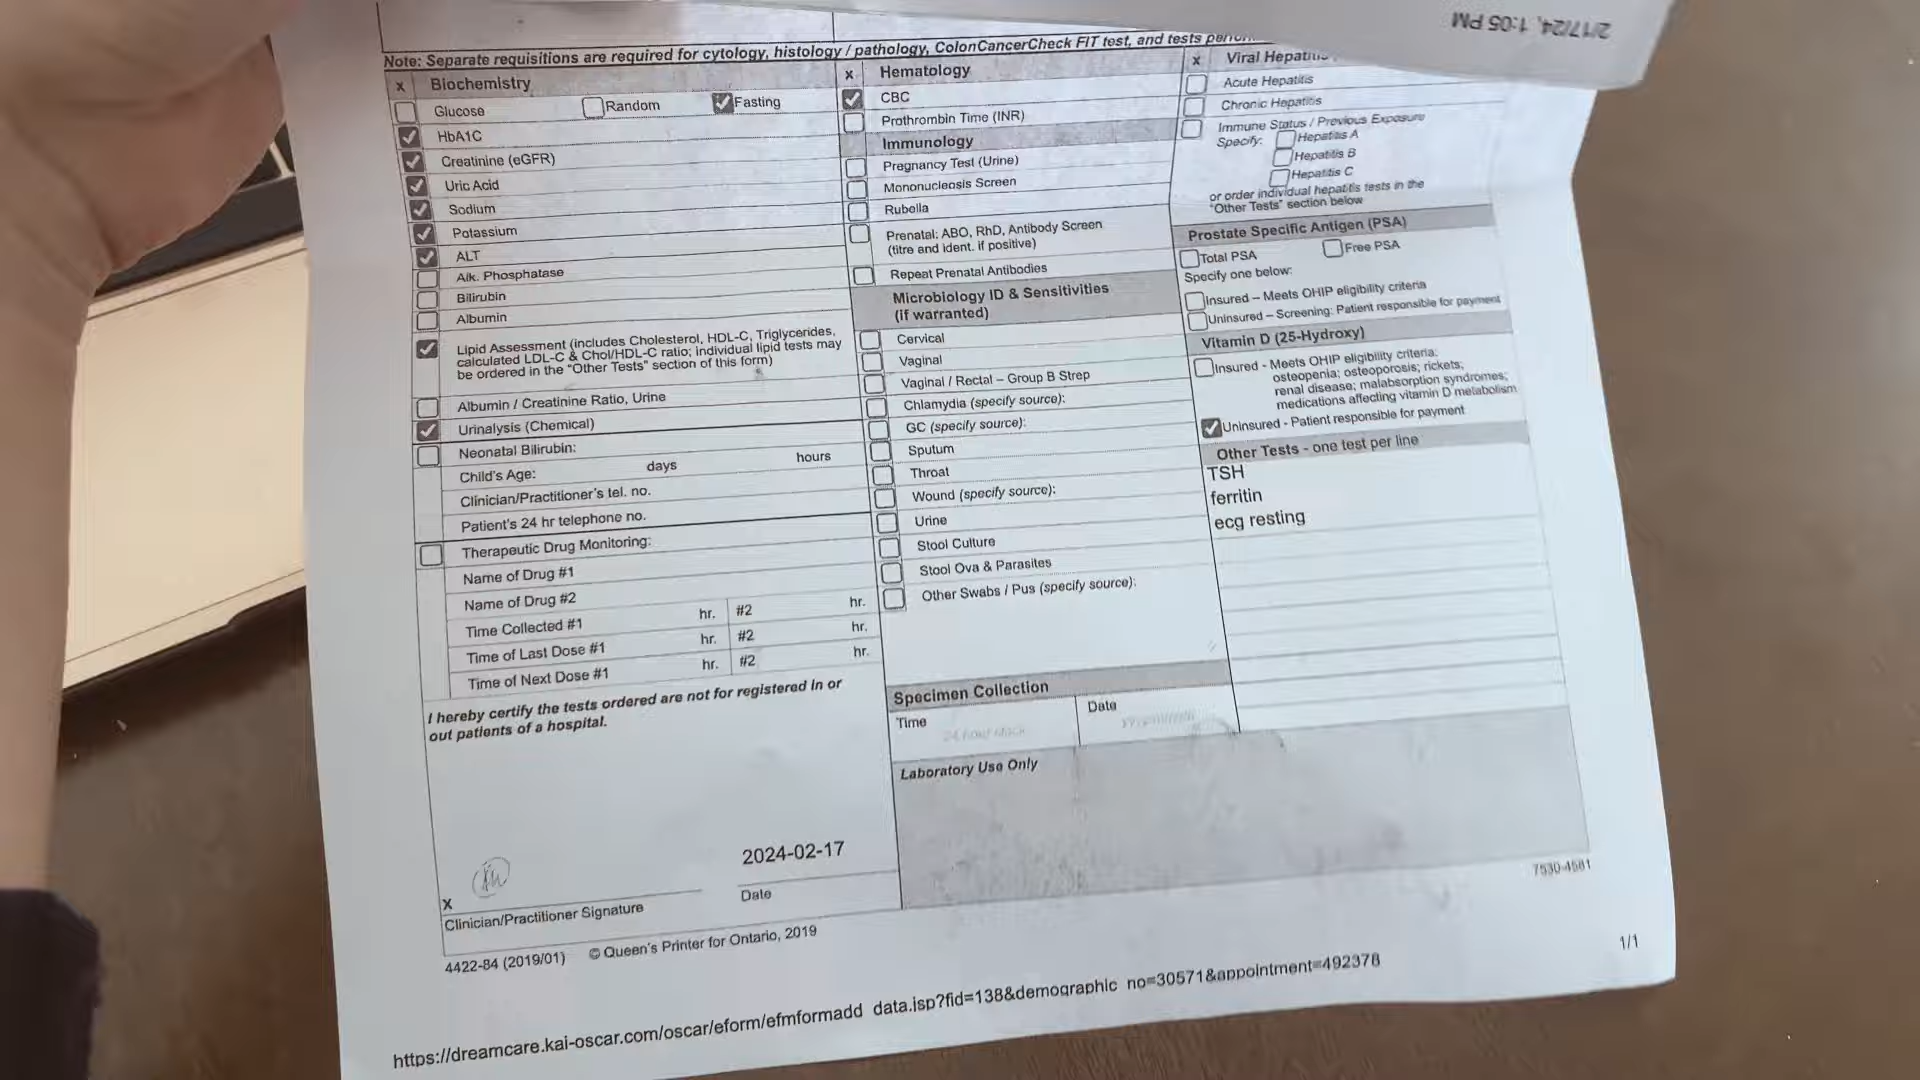 2/17/24, 1:05 PM
Note: Separate requisitions are required for cytology, histology / pathology, ColonCancerCheck FIT test, and tests
x Biochemistry
Glucose Random Fasting
HbA1C
Creatinine (eGFR)
Uric Acid
Sodium
Potassium
ALT
Alk. Phosphatase
Bilirubin
Albumin
Lipid Assessment (includes Cholesterol, HDL-C, Triglycerides,
calculated LDL-C & Chol/HDL-C ratio; individual lipid tests may
be ordered in the "Other Tests" section of this form)
Albumin / Creatinine Ratio, Urine
Urinalysis (Chemical)
Neonatal Bilirubin:
Child's Age: days hours
Clinician/Practitioner's tel. no.
Patient's 24 hr telephone no.
Therapeutic Drug Monitoring:
Name of Drug #1
Name of Drug #2
Time Collected #1 hr. #2 hr.
Time of Last Dose #1 hr. #2 hr.
Time of Next Dose #1 hr. #2 hr.
I hereby certify the tests ordered are not for registered in or
out patients of a hospital.
X
Clinician/Practitioner Signature
2024-02-17
Date
x Hematology
CBC
Prothrombin Time (INR)
Immunology
Pregnancy Test (Urine)
Mononucleosis Screen
Rubella
Prenatal: ABO, RhD, Antibody Screen
(titre and ident. if positive)
Repeat Prenatal Antibodies
Microbiology ID & Sensitivities
(if warranted)
Cervical
Vaginal
Vaginal / Rectal – Group B Strep
Chlamydia (specify source):
GC (specify source):
Sputum
Throat
Wound (specify source):
Urine
Stool Culture
Stool Ova & Parasites
Other Swabs / Pus (specify source):
Specimen Collection
Time Date
24 hour clock
Laboratory Use Only
x Viral
Acute Hepatitis
Chronic Hepatitis
Immune Status / Previous Exposure
Specify: Hepatitis A
Hepatitis B
Hepatitis C
or order individual hepatitis tests in the
"Other Tests" section below
Prostate Specific Antigen (PSA)
Total PSA Free PSA
Specify one below:
Insured – Meets OHIP eligibility criteria
Uninsured – Screening: Patient responsible for payment
Vitamin D (25-Hydroxy)
Insured - Meets OHIP eligibility criteria:
osteopenia; osteoporosis; rickets;
renal disease; malabsorption syndromes;
medications affecting vitamin D metabolism
Uninsured - Patient responsible for payment
Other Tests - one test per line
TSH
ferritin
ecg resting
7530-4581
4422-84 (2019/01) © Queen's Printer for Ontario, 2019
1/1
https://dreamcare.kai-oscar.com/oscar/eform/efmformadd data.jsp?fid=138&demographic no=30571&appointment=492378